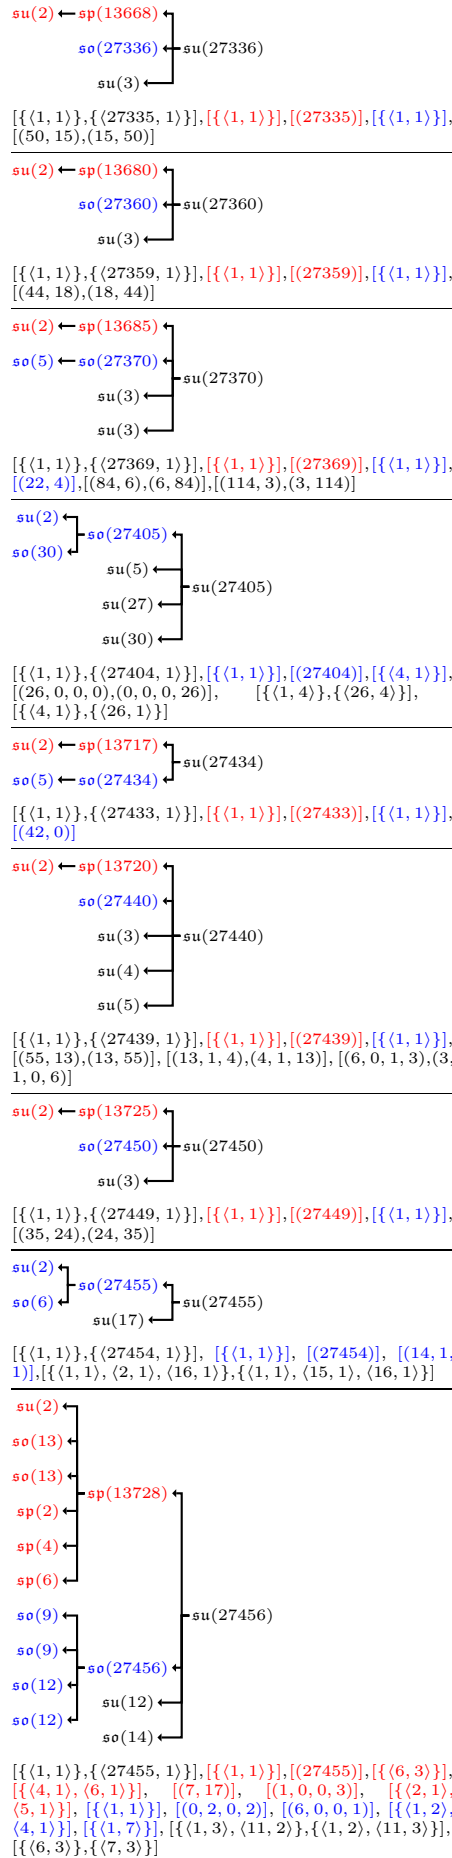 𝔰𝔲(2) 𝔰𝔭(13668)
𝔰𝔬(27336) 𝔰𝔲(27336)
𝔰𝔲(3)
[{⟨1, 1⟩},{⟨27335, 1⟩}],[{⟨1, 1⟩}],[(27335)],[{⟨1, 1⟩}],
[(50, 15),(15, 50)]
𝔰𝔲(2) 𝔰𝔭(13680)
𝔰𝔬(27360) 𝔰𝔲(27360)
𝔰𝔲(3)
[{⟨1, 1⟩},{⟨27359, 1⟩}],[{⟨1, 1⟩}],[(27359)],[{⟨1, 1⟩}],
[(44, 18),(18, 44)]
𝔰𝔲(2) 𝔰𝔭(13685)
𝔰𝔬(5) 𝔰𝔬(27370)
𝔰𝔲(27370)
𝔰𝔲(3)
𝔰𝔲(3)
[{⟨1, 1⟩},{⟨27369, 1⟩}],[{⟨1, 1⟩}],[(27369)],[{⟨1, 1⟩}],
[(22, 4)],[(84, 6),(6, 84)],[(114, 3),(3, 114)]
𝔰𝔲(2)
𝔰𝔬(27405)
𝔰𝔬(30)
𝔰𝔲(5)
𝔰𝔲(27405)
𝔰𝔲(27)
𝔰𝔲(30)
[{⟨1, 1⟩},{⟨27404, 1⟩}],[{⟨1, 1⟩}],[(27404)],[{⟨4, 1⟩}],
[(26, 0, 0, 0),(0, 0, 0, 26)], [{⟨1, 4⟩},{⟨26, 4⟩}],
[{⟨4, 1⟩},{⟨26, 1⟩}]
𝔰𝔲(2) 𝔰𝔭(13717)
𝔰𝔲(27434)
𝔰𝔬(5) 𝔰𝔬(27434)
[{⟨1, 1⟩},{⟨27433, 1⟩}],[{⟨1, 1⟩}],[(27433)],[{⟨1, 1⟩}],
[(42, 0)]
𝔰𝔲(2) 𝔰𝔭(13720)
𝔰𝔬(27440)
𝔰𝔲(3) 𝔰𝔲(27440)
𝔰𝔲(4)
𝔰𝔲(5)
[{⟨1, 1⟩},{⟨27439, 1⟩}],[{⟨1, 1⟩}],[(27439)],[{⟨1, 1⟩}],
[(55, 13),(13, 55)], [(13, 1, 4),(4, 1, 13)], [(6, 0, 1, 3),(3,
1, 0, 6)]
𝔰𝔲(2) 𝔰𝔭(13725)
𝔰𝔬(27450) 𝔰𝔲(27450)
𝔰𝔲(3)
[{⟨1, 1⟩},{⟨27449, 1⟩}],[{⟨1, 1⟩}],[(27449)],[{⟨1, 1⟩}],
[(35, 24),(24, 35)]
𝔰𝔲(2)
𝔰𝔬(27455)
𝔰𝔬(6) 𝔰𝔲(27455)
𝔰𝔲(17)
[{⟨1, 1⟩},{⟨27454, 1⟩}], [{⟨1, 1⟩}], [(27454)], [(14, 1,
1)],[{⟨1, 1⟩, ⟨2, 1⟩, ⟨16, 1⟩},{⟨1, 1⟩, ⟨15, 1⟩, ⟨16, 1⟩}]
𝔰𝔲(2)
𝔰𝔬(13)
𝔰𝔬(13)
𝔰𝔭(13728)
𝔰𝔭(2)
𝔰𝔭(4)
𝔰𝔭(6)
𝔰𝔬(9) 𝔰𝔲(27456)
𝔰𝔬(9)
𝔰𝔬(27456)
𝔰𝔬(12)
𝔰𝔲(12)
𝔰𝔬(12)
𝔰𝔬(14)
[{⟨1, 1⟩},{⟨27455, 1⟩}],[{⟨1, 1⟩}],[(27455)],[{⟨6, 3⟩}],
[{⟨4, 1⟩, ⟨6, 1⟩}], [(7, 17)], [(1, 0, 0, 3)], [{⟨2, 1⟩,
⟨5, 1⟩}], [{⟨1, 1⟩}], [(0, 2, 0, 2)], [(6, 0, 0, 1)], [{⟨1, 2⟩,
⟨4, 1⟩}], [{⟨1, 7⟩}], [{⟨1, 3⟩, ⟨11, 2⟩},{⟨1, 2⟩, ⟨11, 3⟩}],
[{⟨6, 3⟩},{⟨7, 3⟩}]